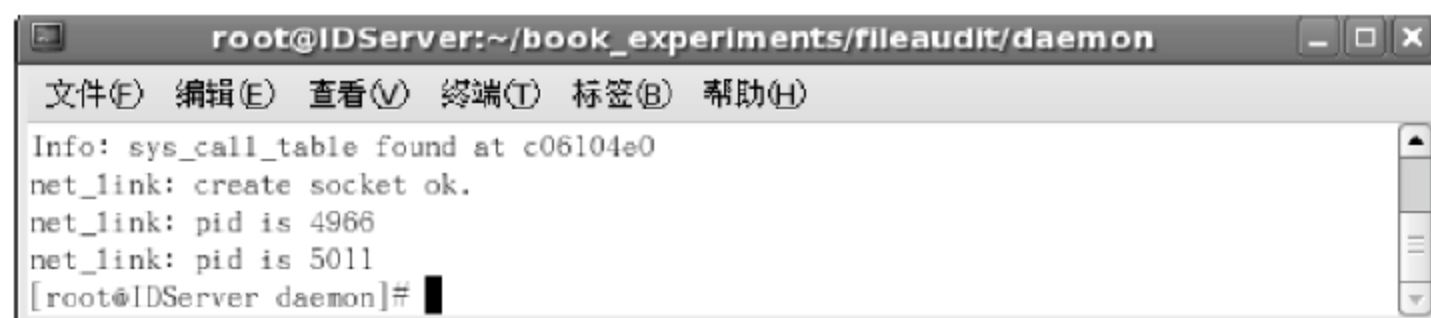 root@IDServer:~/book_experiments/fileaudit/daemon
文件(F) 编辑(E) 查看(V) 终端(T) 标签(B) 帮助(H)
Info: sys_call_table found at c06104e0
net_link: create socket ok.
net_link: pid is 4966
net_link: pid is 5011
[root@IDServer daemon]#